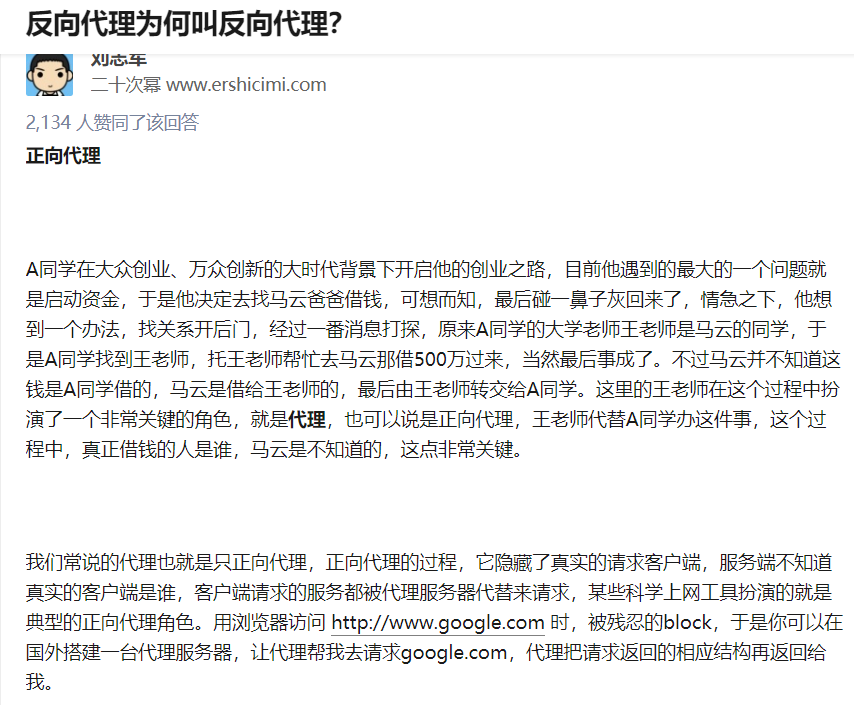 反向代理为何叫反向代理？
刘志军
二十次幂 www.ershicimi.com
2,134 人赞同了该回答
正向代理
A同学在大众创业、万众创新的大时代背景下开启他的创业之路，目前他遇到的最大的一个问题就
是启动资金，于是他决定去找马云爸爸借钱，可想而知，最后碰一鼻子灰回来了，情急之下，他想
到一个办法，找关系开后门，经过一番消息打探，原来A同学的大学老师王老师是马云的同学，于
是A同学找到王老师，托王老师帮忙去马云那借500万过来，当然最后事成了。不过马云并不知道这
钱是A同学借的，马云是借给王老师的，最后由王老师转交给A同学。这里的王老师在这个过程中扮
演了一个非常关键的角色，就是代理，也可以说是正向代理，王老师代替A同学办这件事，这个过
程中，真正借钱的人是谁，马云是不知道的，这点非常关键。
我们常说的代理也就是只正向代理，正向代理的过程，它隐藏了真实的请求客户端，服务端不知道
真实的客户端是谁，客户端请求的服务都被代理服务器代替来请求，某些科学上网工具扮演的就是
典型的正向代理角色。用浏览器访问 http://www.google.com 时，被残忍的block，于是你可以在
国外搭建一台代理服务器，让代理帮我去请求google.com，代理把请求返回的相应结构再返回给
我。